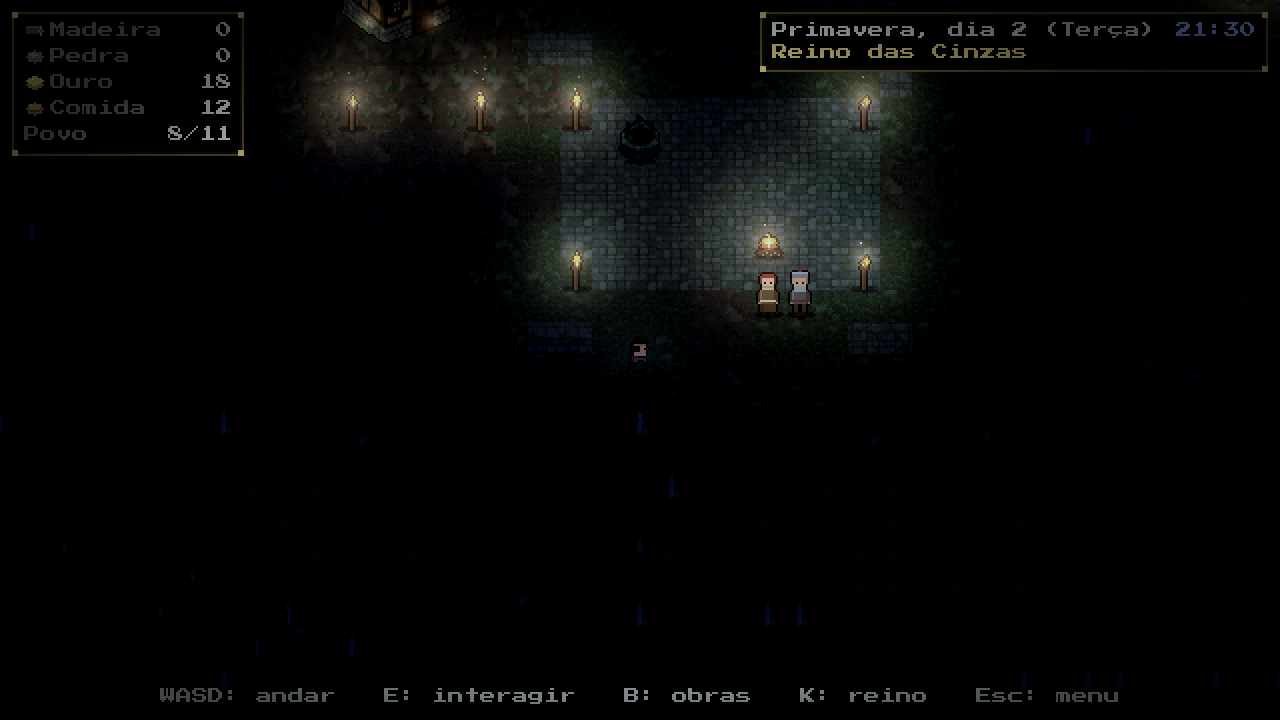 Madeira 0
Pedra 0
Ouro 18
Comida 12
Povo 8/11
Primavera, dia 2 (Terça) 21:30
Reino das Cinzas
WASD: andar E: interagir B: obras K: reino Esc: menu